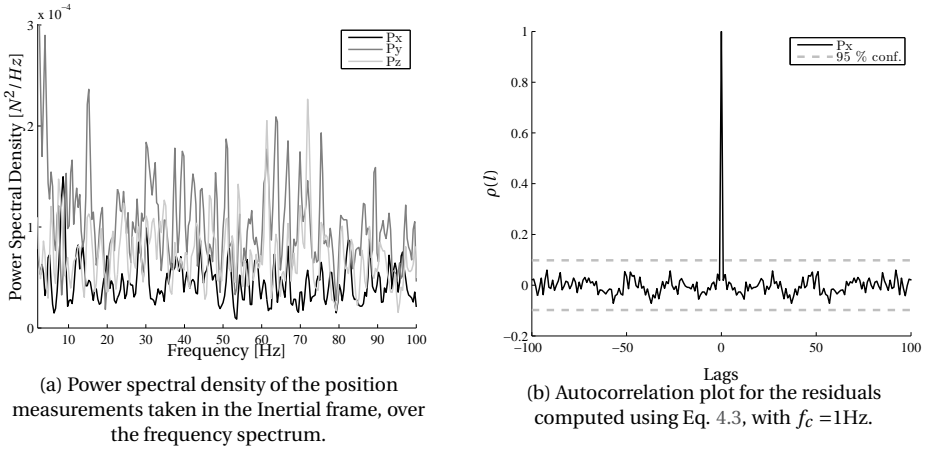 x 10⁻⁴
3
2
1
0
Power Spectral Density [N²/Hz]
Px
Py
Pz
10 20 30 40 50 60 70 80 90 100
Frequency [Hz]
(a) Power spectral density of the position
measurements taken in the Inertial frame, over
the frequency spectrum.
1
0.8
0.6
0.4
0.2
0
−0.2
ρ(l)
Px
95 % conf.
−100 −50 0 50 100
Lags
(b) Autocorrelation plot for the residuals
computed using Eq. 4.3, with f_c =1Hz.